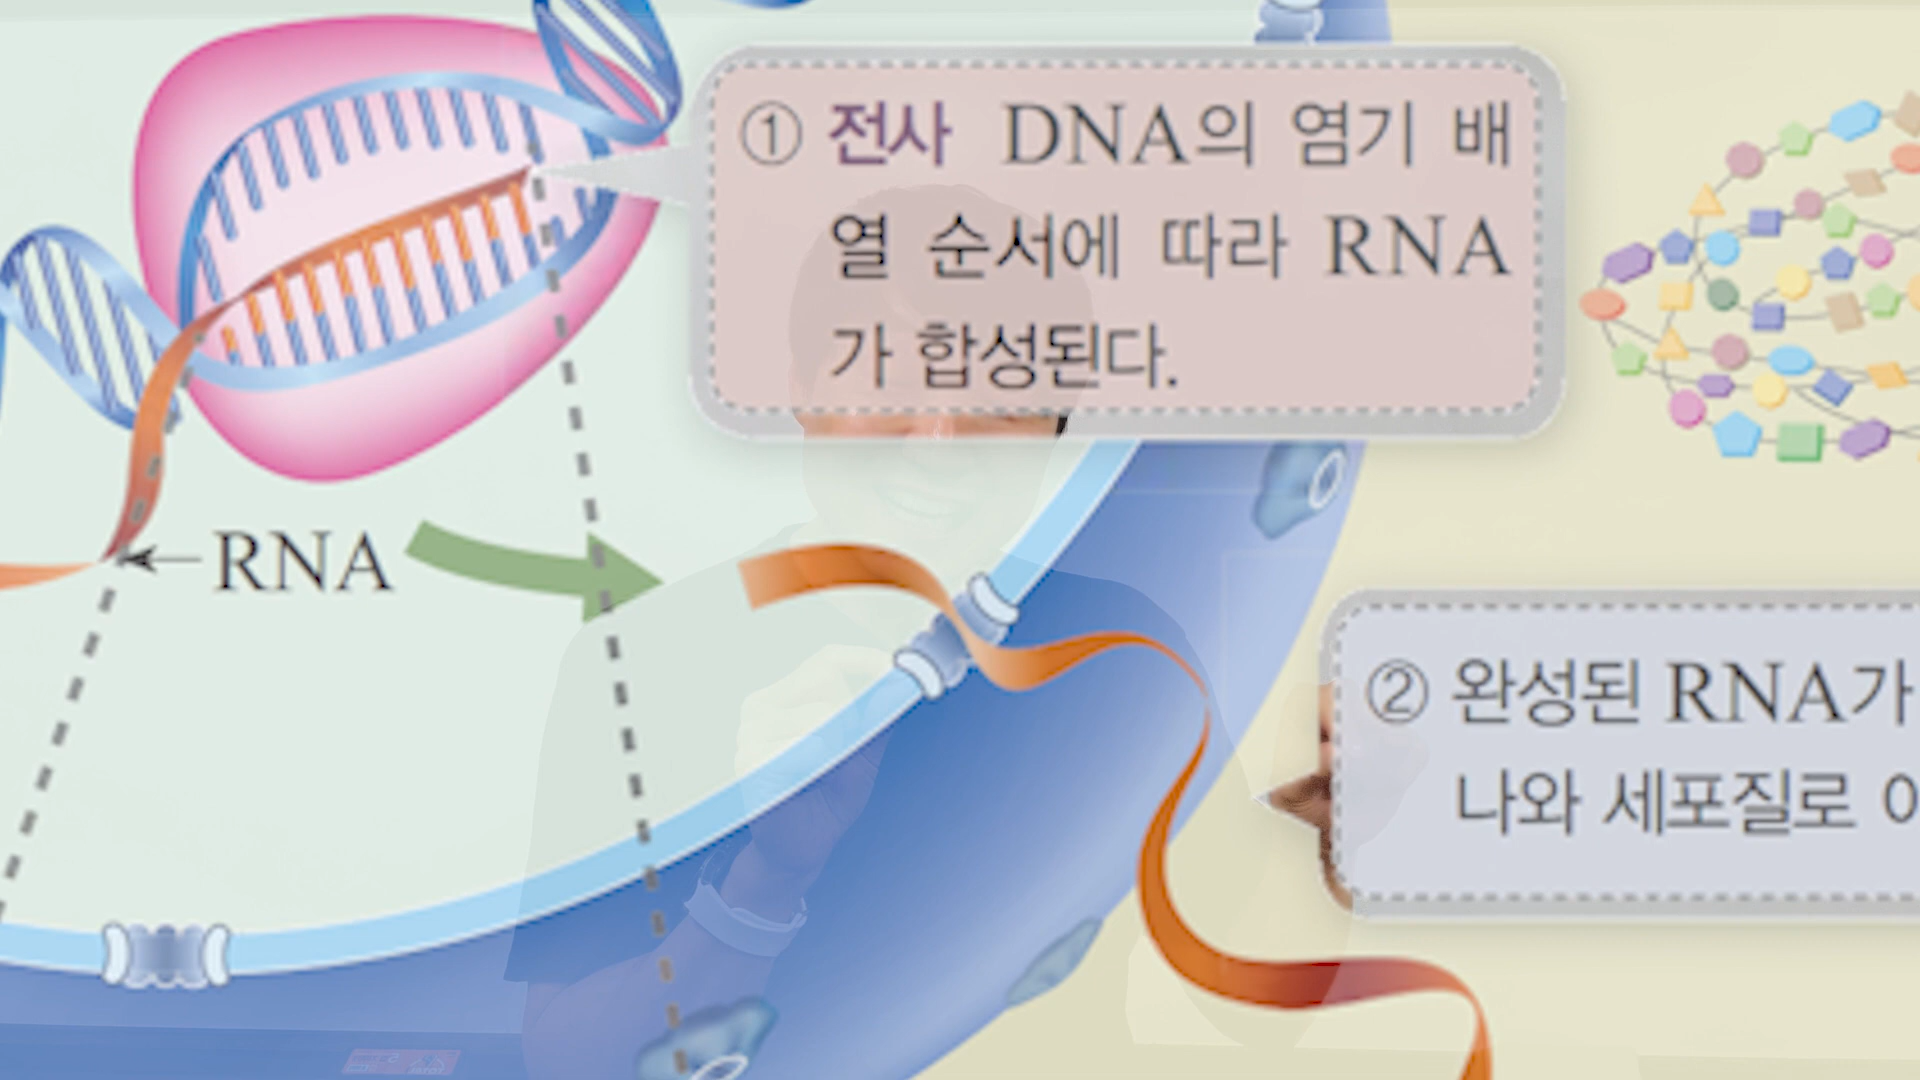 ① 전사 DNA의 염기 배
열 순서에 따라 RNA
가 합성된다.
RNA
② 완성된 RNA가
나와 세포질로